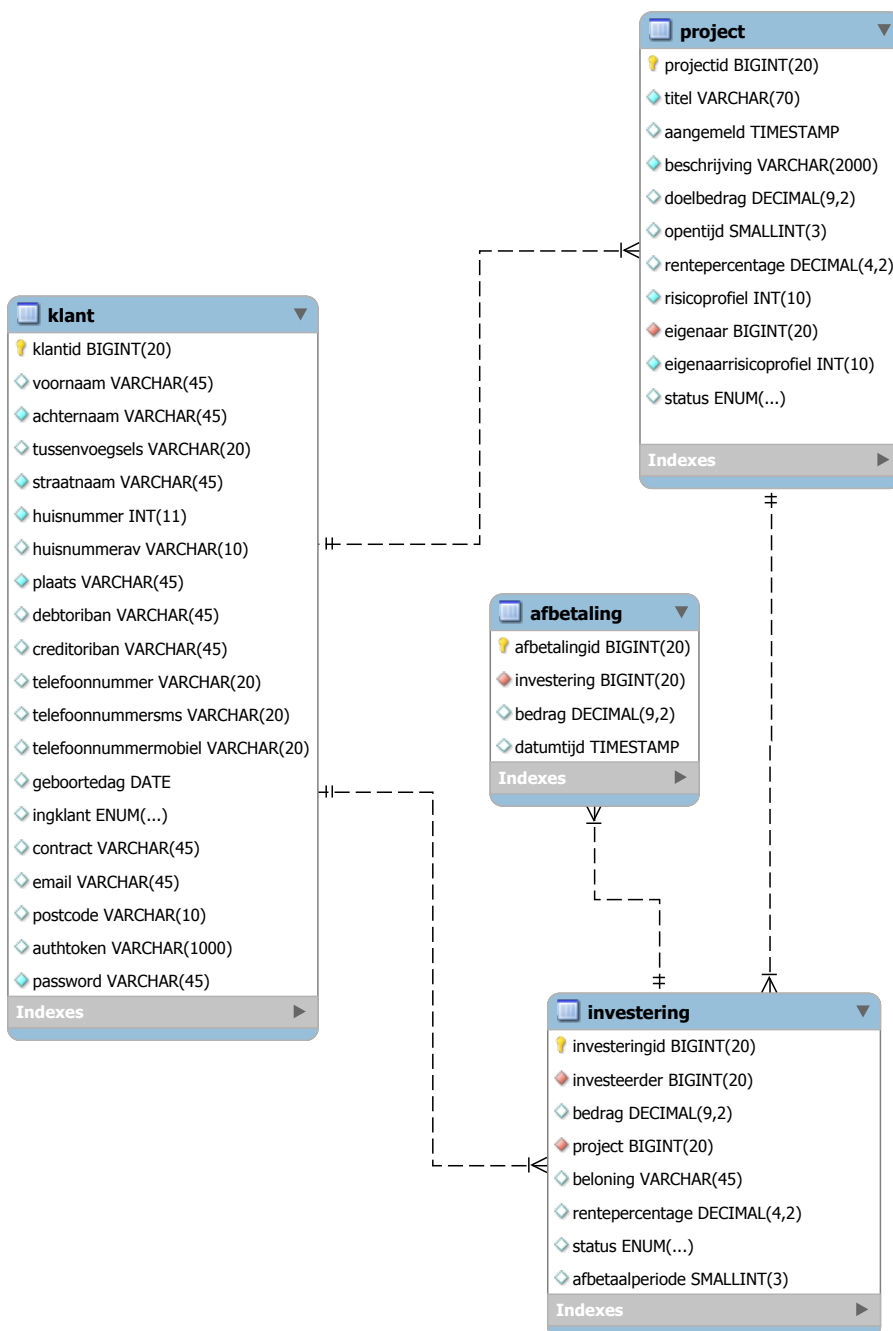 project
projectid BIGINT(20)
titel VARCHAR(70)
aangemeld TIMESTAMP
beschrijving VARCHAR(2000)
doelbedrag DECIMAL(9,2)
opentijd SMALLINT(3)
rentepercentage DECIMAL(4,2)
risicoprofiel INT(10)
eigenaar BIGINT(20)
eigenaarrisicoprofiel INT(10)
status ENUM(...)
Indexes
klant
klantid BIGINT(20)
voornaam VARCHAR(45)
achternaam VARCHAR(45)
tussenvoegsels VARCHAR(20)
straatnaam VARCHAR(45)
huisnummer INT(11)
huisnummerav VARCHAR(10)
plaats VARCHAR(45)
debtoriban VARCHAR(45)
creditoriban VARCHAR(45)
telefoonnummer VARCHAR(20)
telefoonnummersms VARCHAR(20)
telefoonnummermobiel VARCHAR(20)
geboortedag DATE
ingklant ENUM(...)
contract VARCHAR(45)
email VARCHAR(45)
postcode VARCHAR(10)
authtoken VARCHAR(1000)
password VARCHAR(45)
Indexes
afbetaling
afbetalingid BIGINT(20)
investering BIGINT(20)
bedrag DECIMAL(9,2)
datumtijd TIMESTAMP
Indexes
investering
investeringid BIGINT(20)
investeerder BIGINT(20)
bedrag DECIMAL(9,2)
project BIGINT(20)
beloning VARCHAR(45)
rentepercentage DECIMAL(4,2)
status ENUM(...)
afbetaalperiode SMALLINT(3)
Indexes